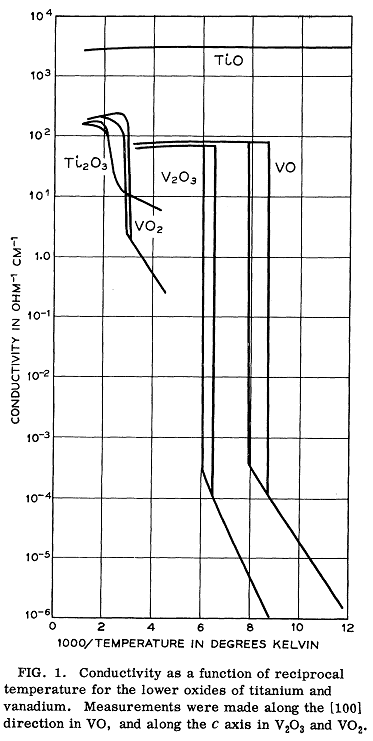 10⁴
10³
TiO
10²
Ti₂O₃
V₂O₃
VO
10¹
VO₂
1.0
10⁻¹
10⁻²
10⁻³
10⁻⁴
10⁻⁵
10⁻⁶
CONDUCTIVITY IN OHM⁻¹ CM⁻¹
0 2 4 6 8 10 12
1000/TEMPERATURE IN DEGREES KELVIN
FIG. 1. Conductivity as a function of reciprocal
temperature for the lower oxides of titanium and
vanadium. Measurements were made along the [100]
direction in VO, and along the c axis in V₂O₃ and VO₂.